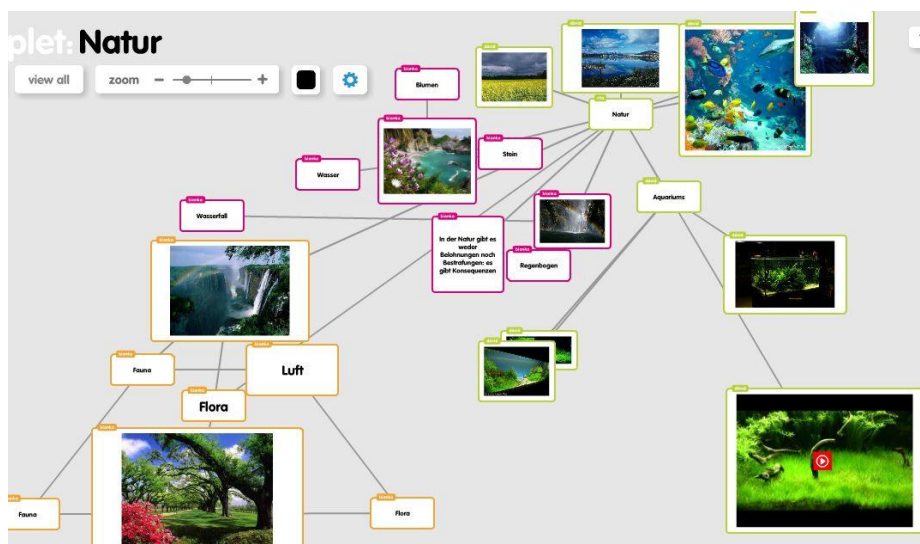 plet: Natur
view all
zoom
Blumen
Natur
Stein
Wasser
Aquariums
Wasserfall
In der Natur gibt es
weder
Belohnungen noch
Bestrafungen: es
gibt Konsequenzen
Regenbogen
Fauna
Luft
Flora
Fauna
Flora